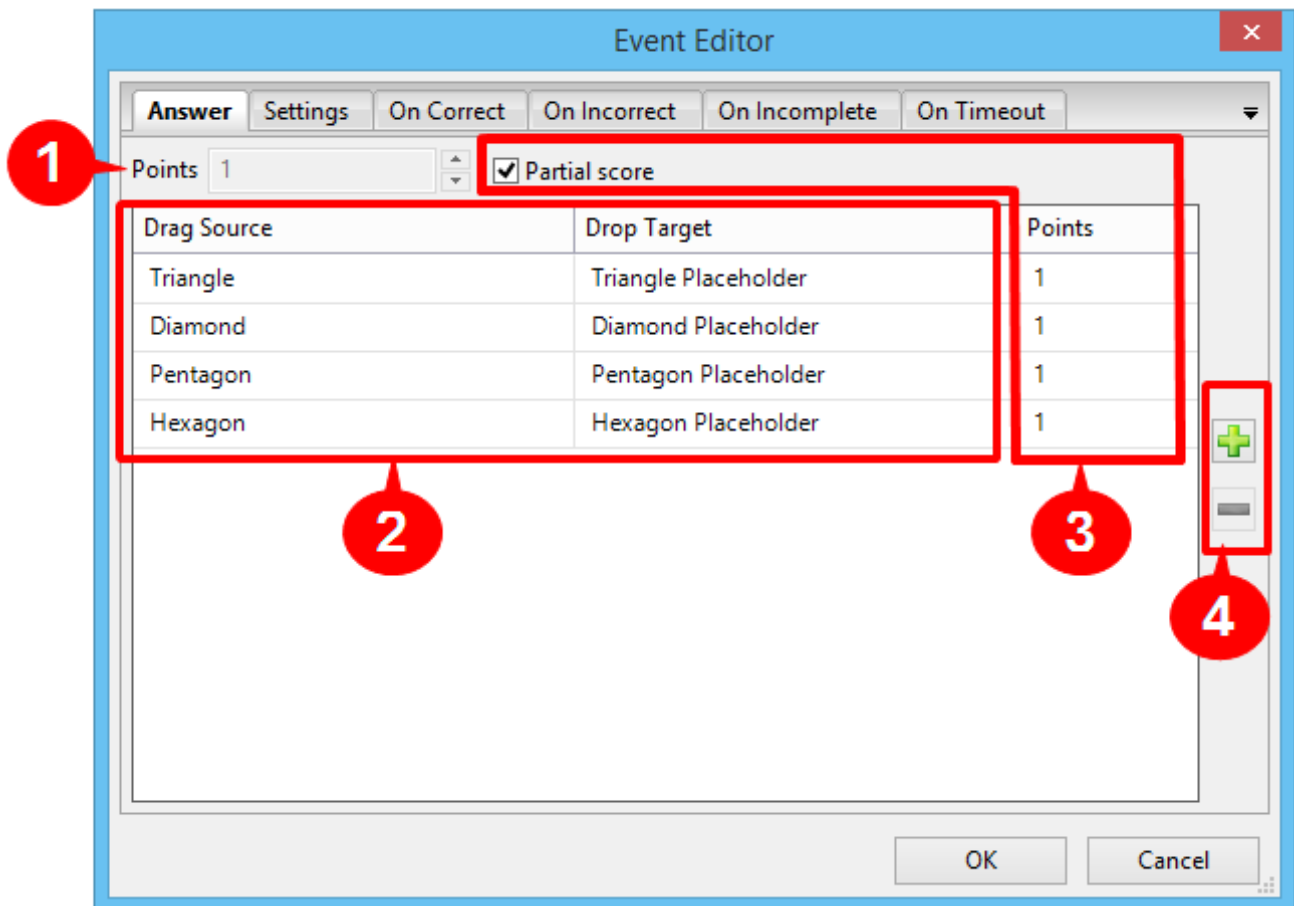 Event Editor
Answer Settings On Correct On Incorrect On Incomplete On Timeout
1 Points 1 Partial score
Drag Source Drop Target Points
Triangle Triangle Placeholder 1
Diamond Diamond Placeholder 1
Pentagon Pentagon Placeholder 1
Hexagon Hexagon Placeholder 1
2 3
4
OK Cancel